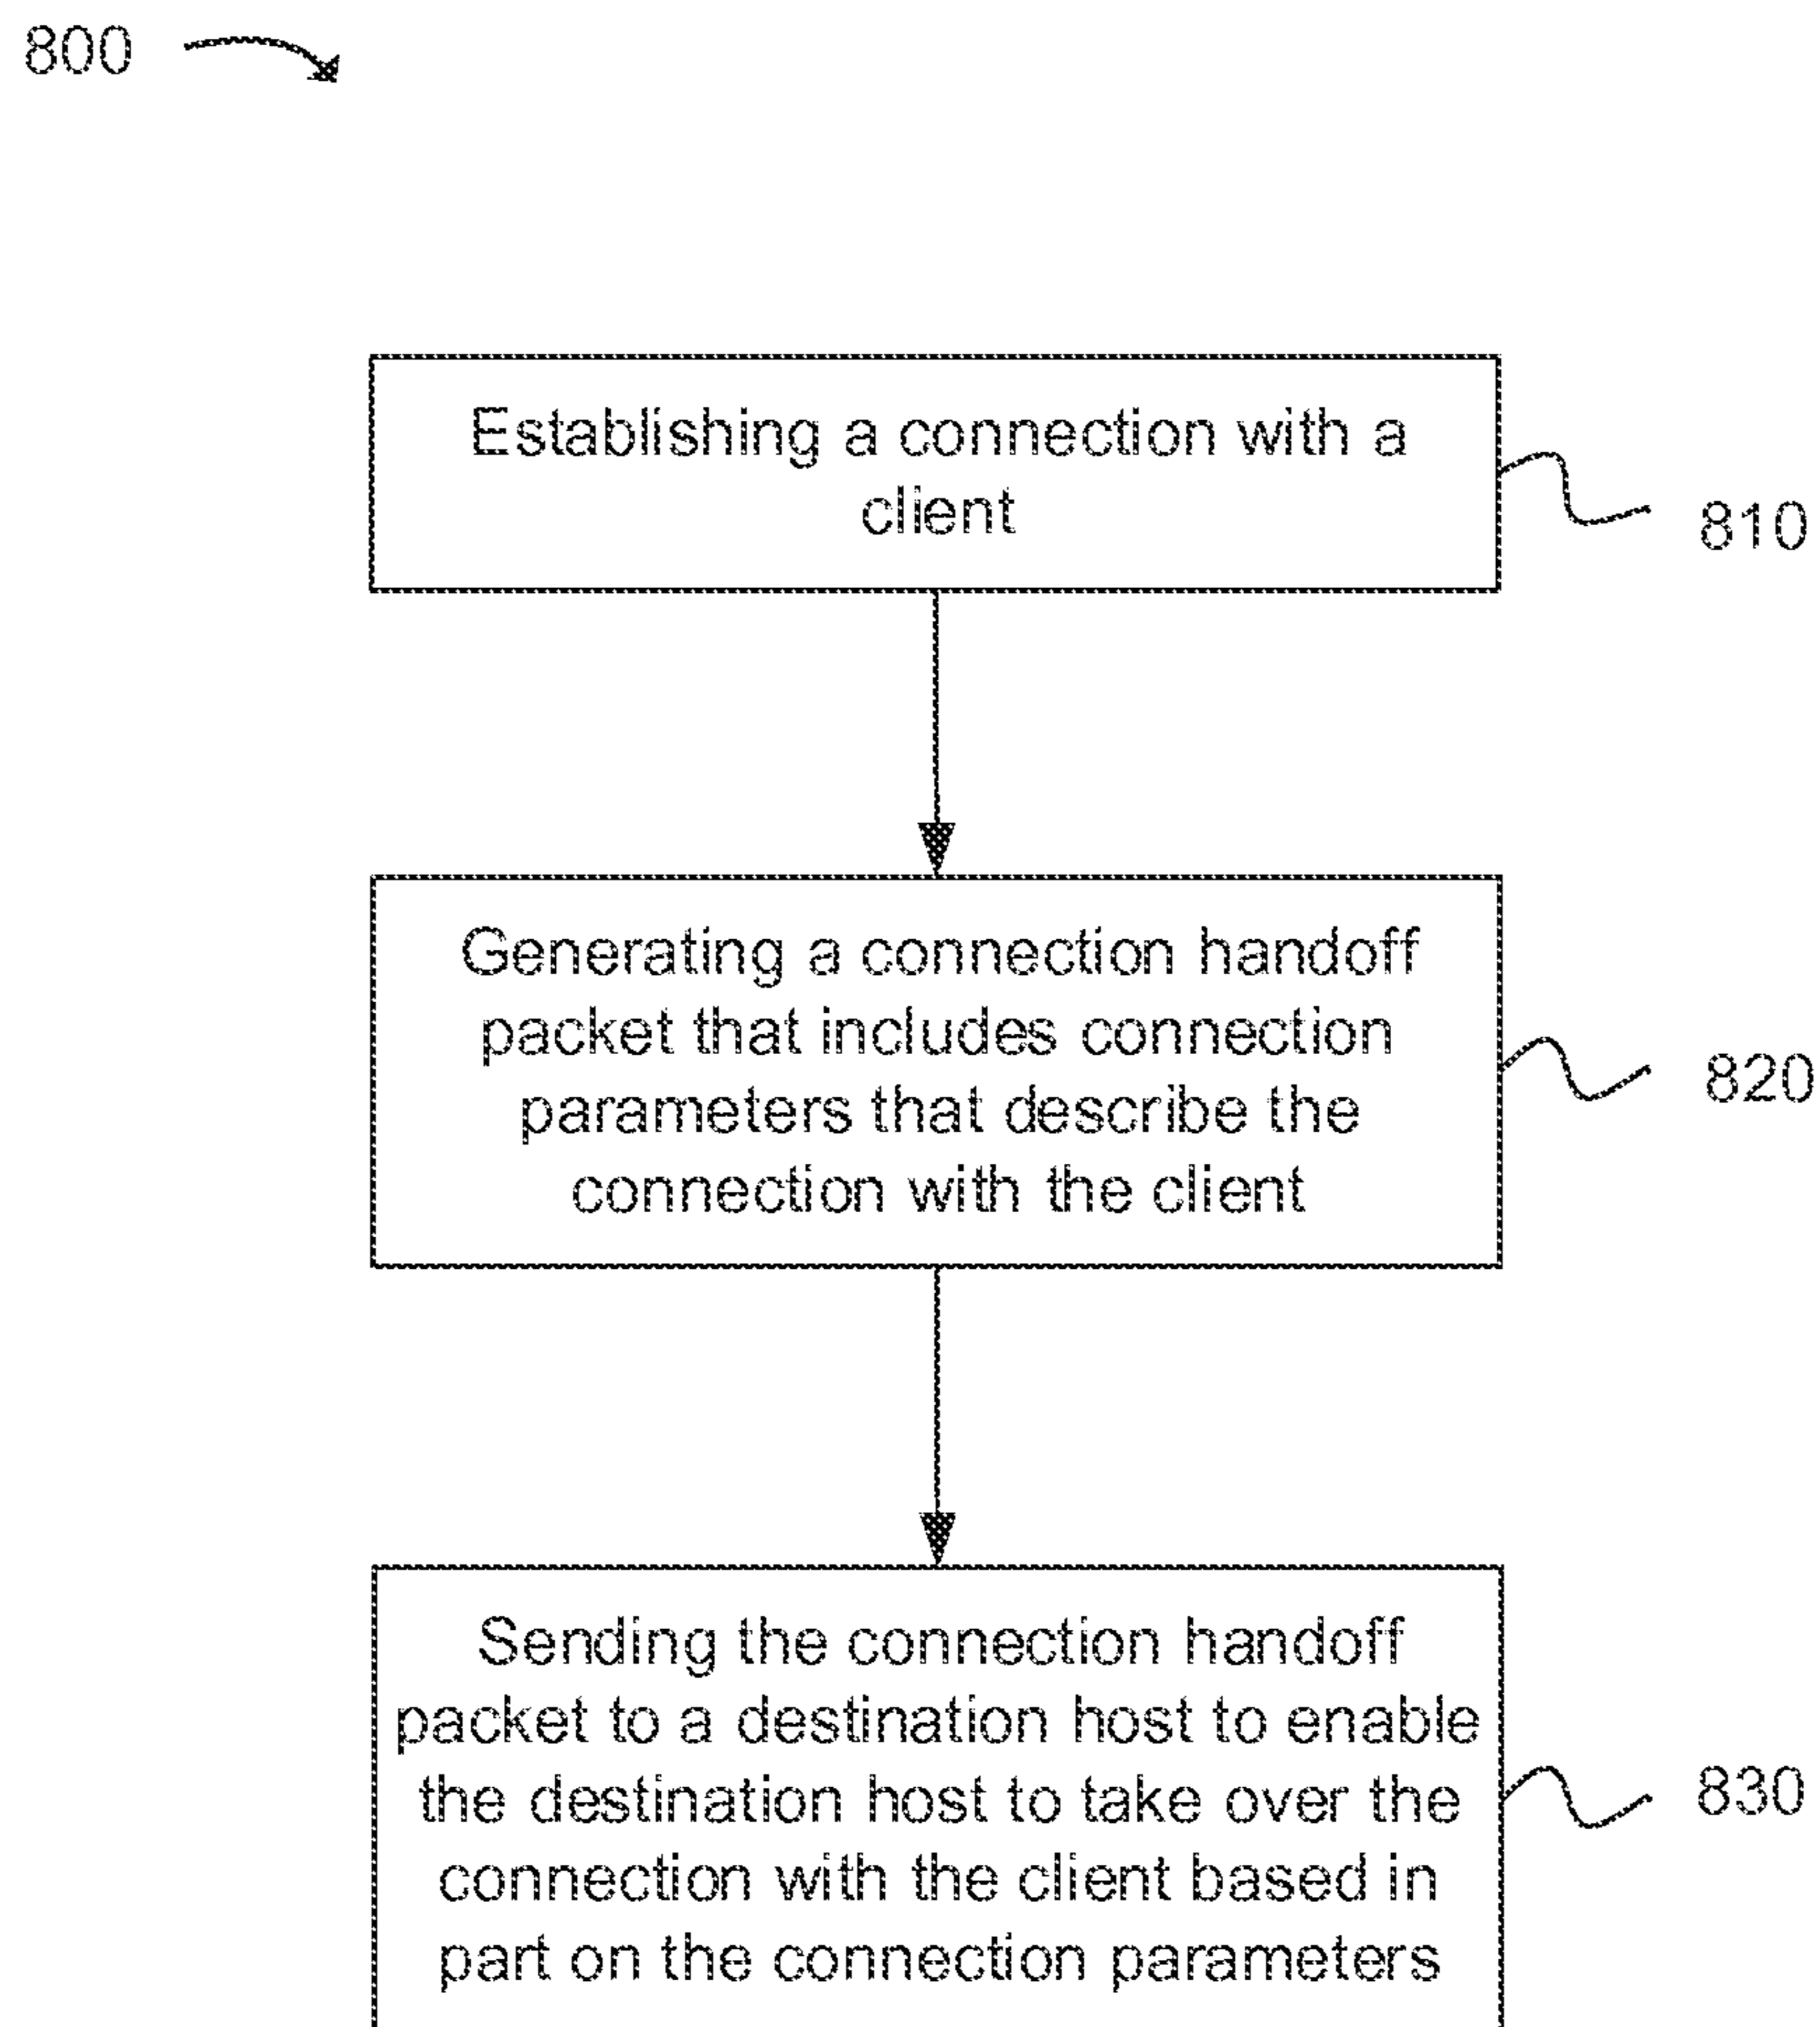 800
Establishing a connection with a
client
810
Generating a connection handoff
packet that includes connection
parameters that describe the
connection with the client
820
Sending the connection handoff
packet to a destination host to enable
the destination host to take over the
connection with the client based in
part on the connection parameters
830